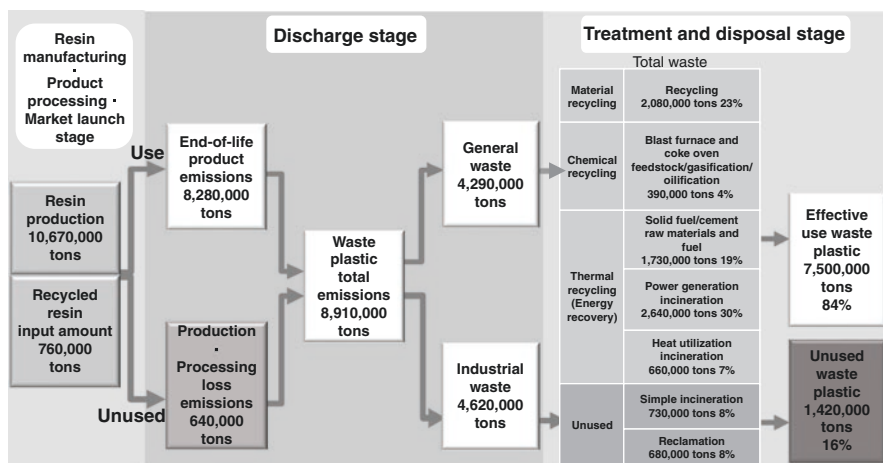 Resin
manufacturing
·
Product
processing ·
Market launch
stage
Discharge stage
Treatment and disposal stage
Total waste
Use
Unused
Resin
production
10,670,000
tons
Recycled
resin
input amount
760,000
tons
End-of-life
product
emissions
8,280,000
tons
Production
·
Processing
loss
emissions
640,000
tons
Waste
plastic
total
emissions
8,910,000
tons
General
waste
4,290,000
tons
Industrial
waste
4,620,000
tons
Material
recycling
Recycling
2,080,000 tons 23%
Chemical
recycling
Blast furnace and
coke oven
feedstock/gasification/
oilification
390,000 tons 4%
Thermal
recycling
(Energy
recovery)
Solid fuel/cement
raw materials and
fuel
1,730,000 tons 19%
Power generation
incineration
2,640,000 tons 30%
Heat utilization
incineration
660,000 tons 7%
Unused
Simple incineration
730,000 tons 8%
Reclamation
680,000 tons 8%
Effective
use waste
plastic
7,500,000
tons
84%
Unused
waste
plastic
1,420,000
tons
16%